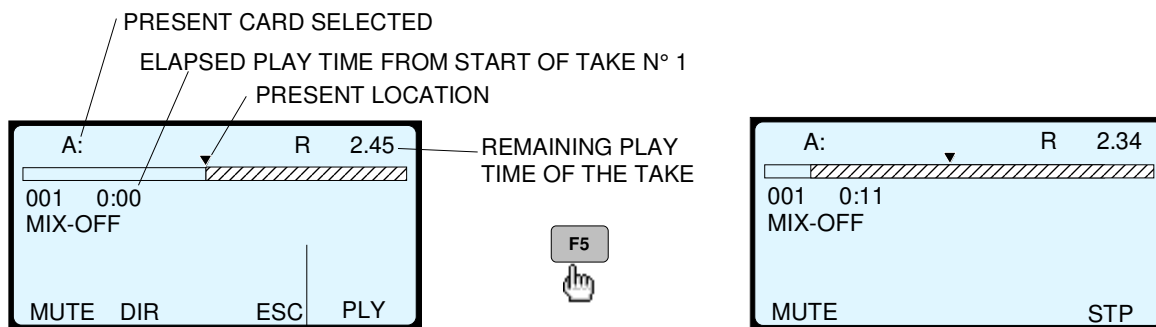 PRESENT CARD SELECTED
ELAPSED PLAY TIME FROM START OF TAKE N° 1
PRESENT LOCATION
A: R 2.45
REMAINING PLAY
TIME OF THE TAKE
001 0:00
MIX-OFF
MUTE DIR ESC PLY
F5
A: R 2.34
001 0:11
MIX-OFF
MUTE STP